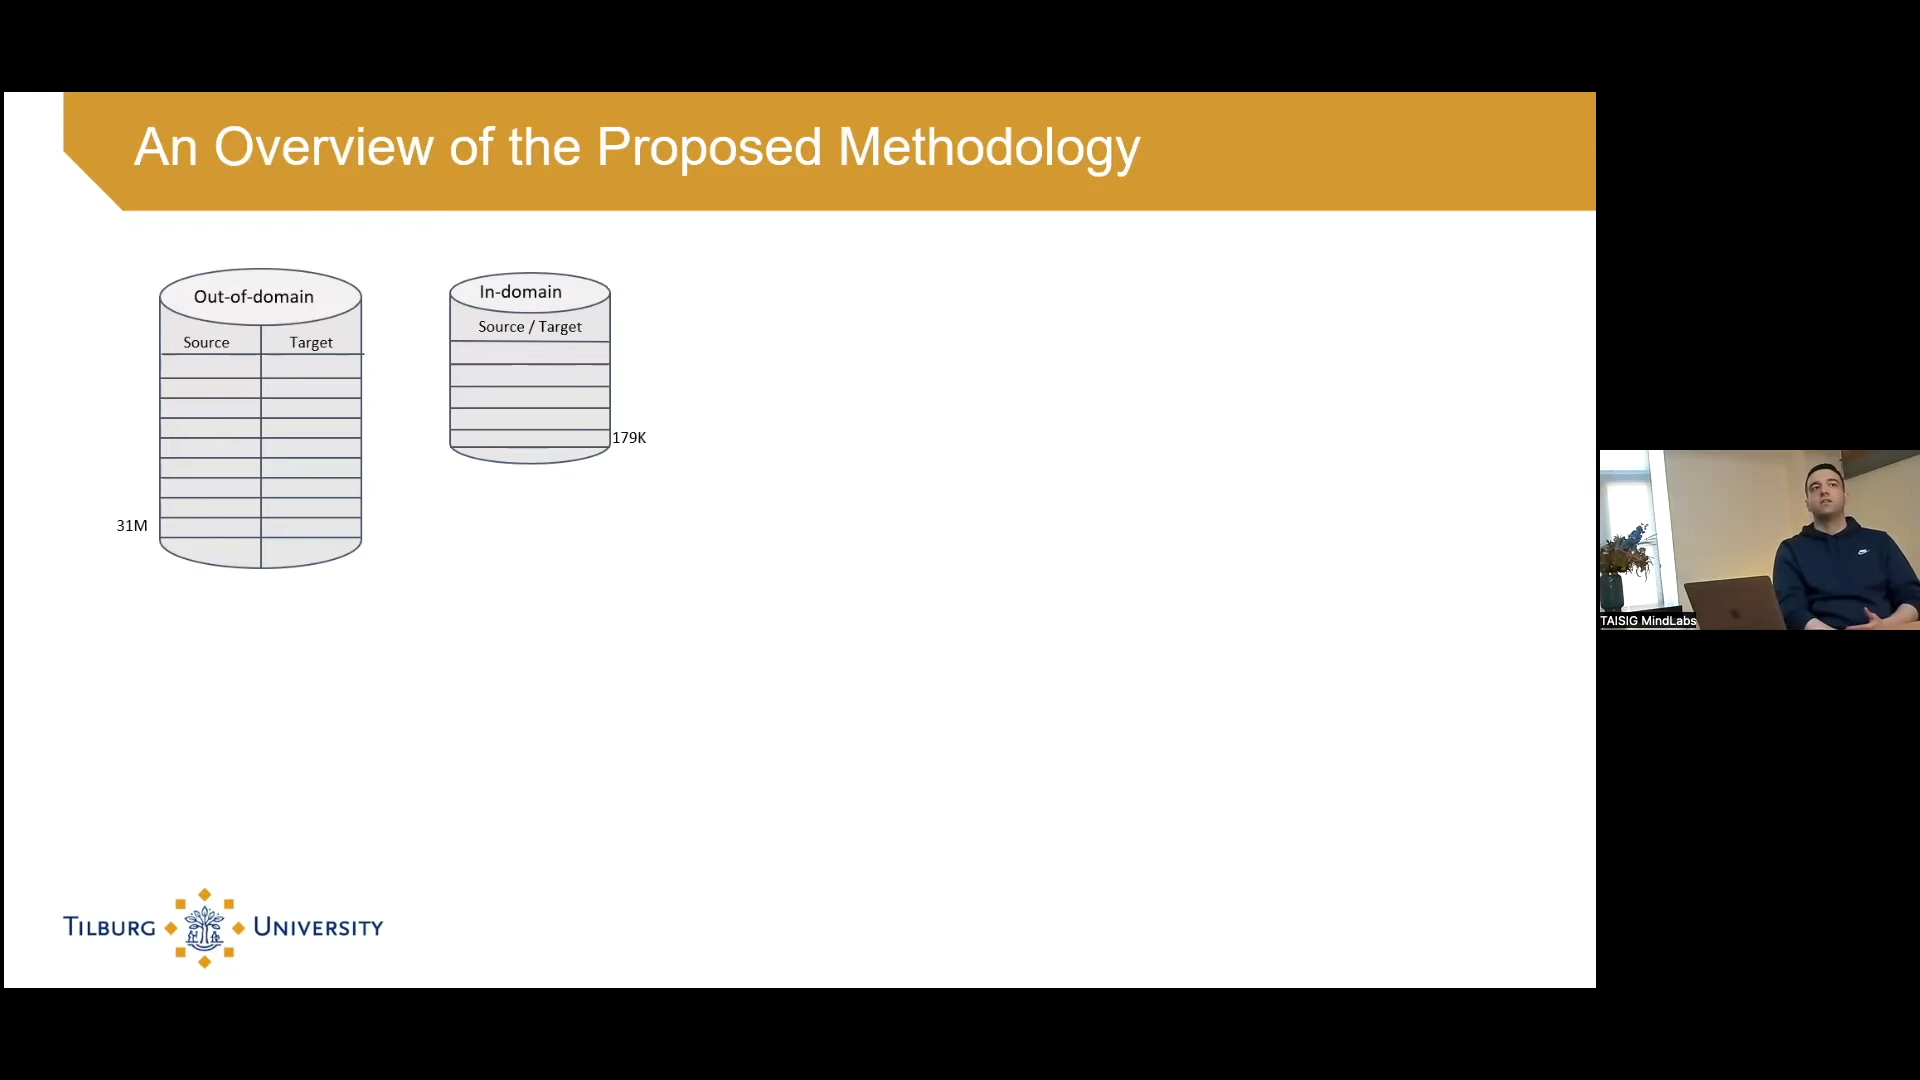 An Overview of the Proposed Methodology
Out-of-domain
Source Target
31M
In-domain
Source / Target
179K
TAISIG MindLabs
TILBURG UNIVERSITY